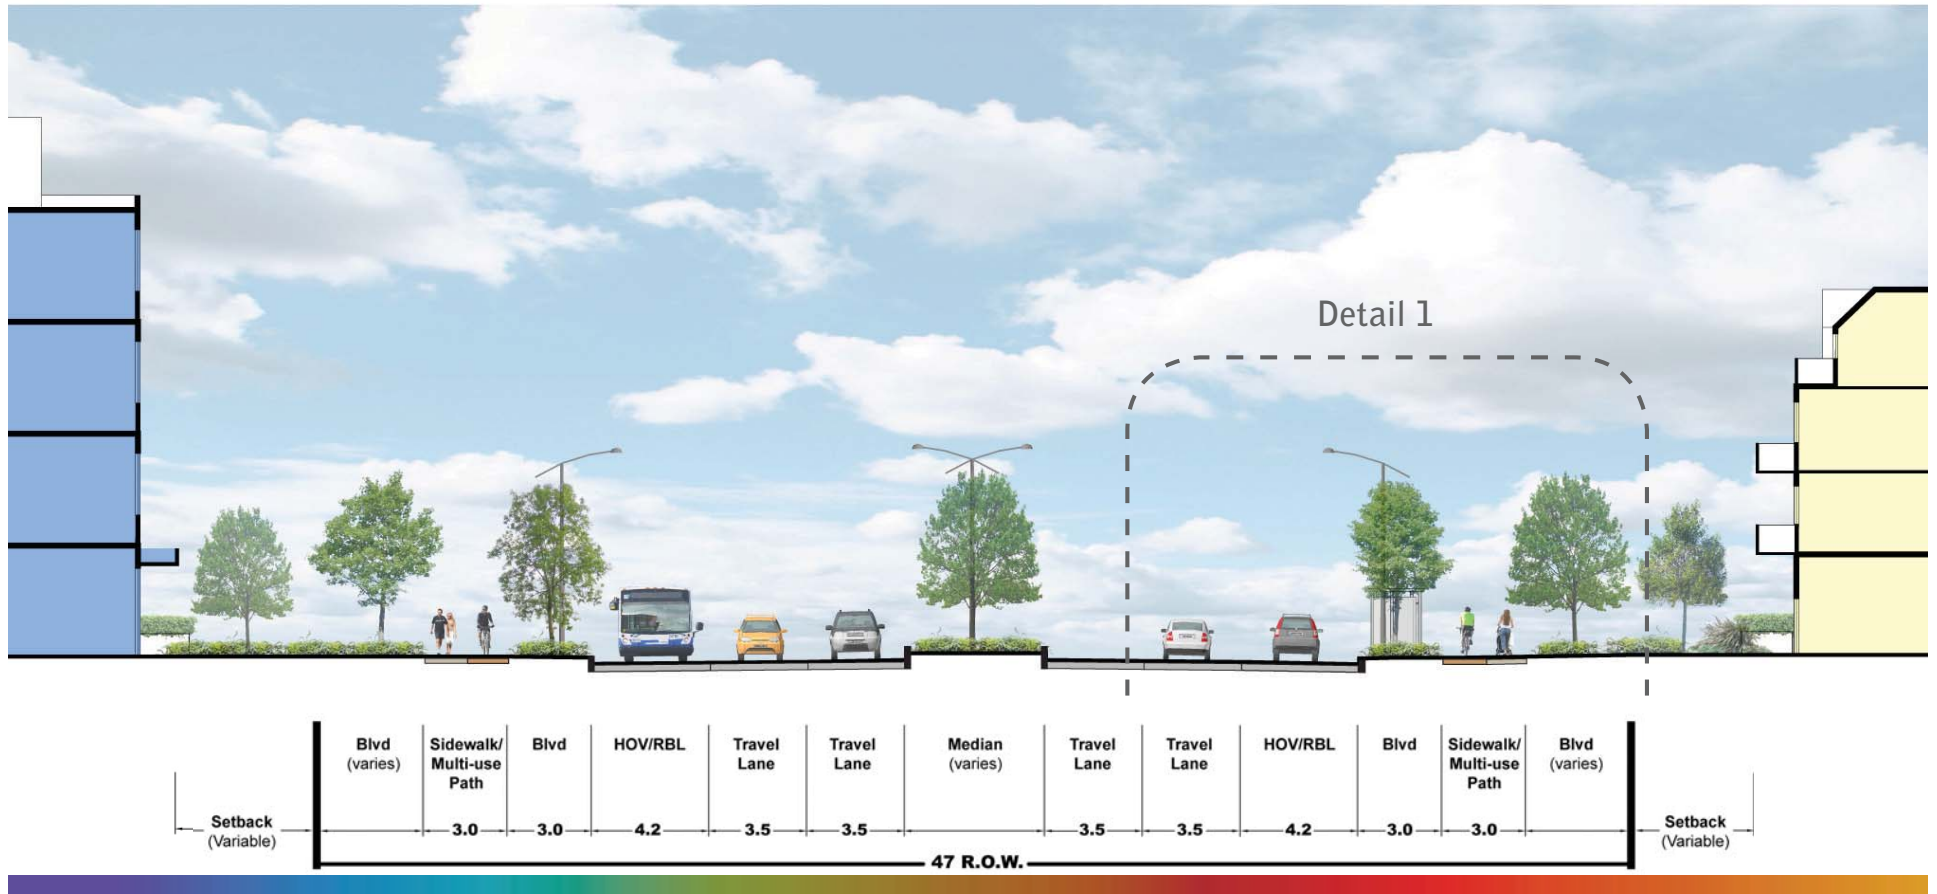 Detail 1
Blvd
(varies)
Sidewalk/
Multi-use
Path
Blvd
HOV/RBL
Travel
Lane
Travel
Lane
Median
(varies)
Travel
Lane
Travel
Lane
HOV/RBL
Blvd
Sidewalk/
Multi-use
Path
Blvd
(varies)
Setback
(Variable)
3.0
3.0
4.2
3.5
3.5
3.5
3.5
4.2
3.0
3.0
Setback
(Variable)
47 R.O.W.